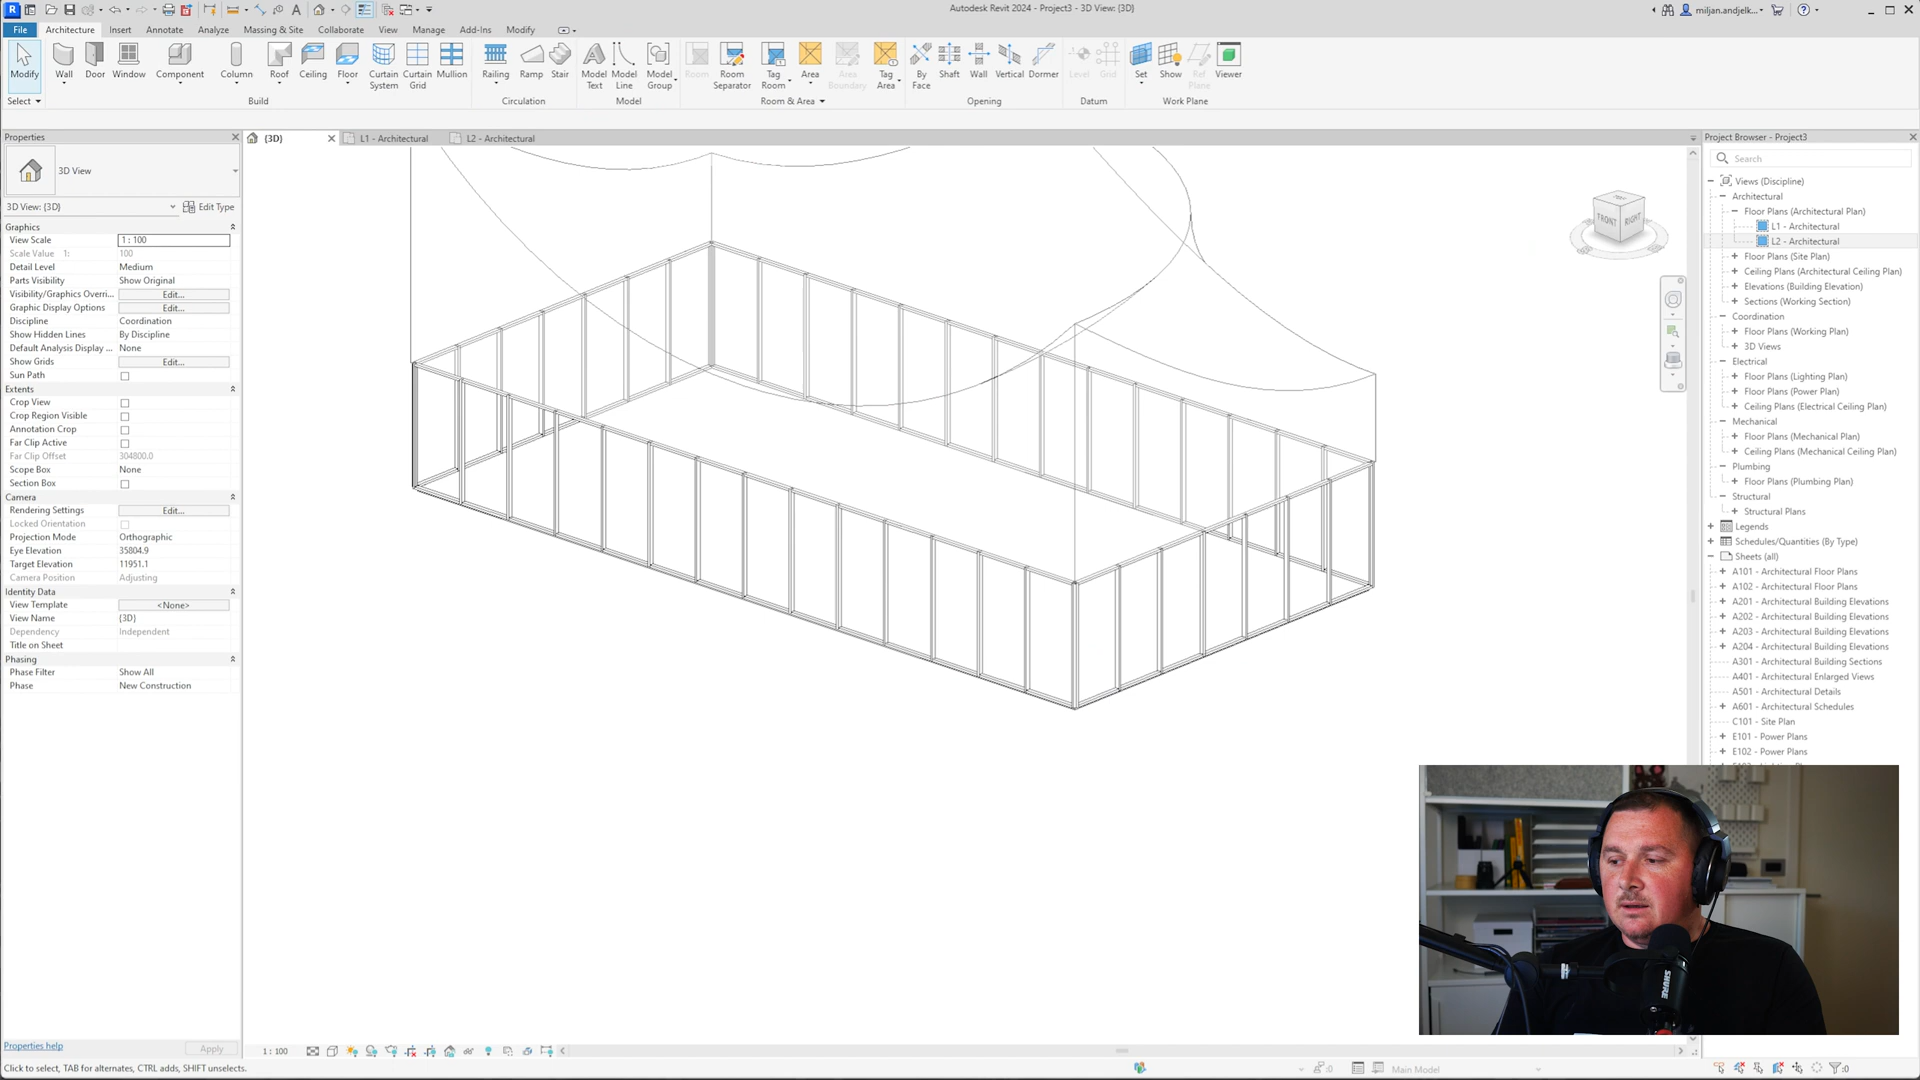 Autodesk Revit 2024 - Project3 - 3D View: {3D}
miljan.andjelk...
File Architecture Insert Annotate Analyze Massing & Site Collaborate View Manage Add-Ins Modify
Modify Wall Door Window Component Column Roof Ceiling Floor Curtain System Curtain Grid Mullion Railing Ramp Stair Model Text Model Line Model Group Room Room Separator Tag Room Area Area Boundary Tag Area By Face Shaft Wall Vertical Dormer Level Grid Set Show Ref Plane Viewer
Select Build Circulation Model Room & Area Opening Datum Work Plane
Properties
{3D} L1 - Architectural L2 - Architectural
3D View
3D View: {3D} Edit Type
Graphics
View Scale 1 : 100
Scale Value 1: 100
Detail Level Medium
Parts Visibility Show Original
Visibility/Graphics Overri... Edit...
Graphic Display Options Edit...
Discipline Coordination
Show Hidden Lines By Discipline
Default Analysis Display ... None
Show Grids Edit...
Sun Path
Extents
Crop View
Crop Region Visible
Annotation Crop
Far Clip Active
Far Clip Offset 304800.0
Scope Box None
Section Box
Camera
Rendering Settings Edit...
Locked Orientation
Projection Mode Orthographic
Eye Elevation 35804.9
Target Elevation 11951.1
Camera Position Adjusting
Identity Data
View Template <None>
View Name {3D}
Dependency Independent
Title on Sheet
Phasing
Phase Filter Show All
Phase New Construction
Properties help Apply
FRONT RIGHT
Project Browser - Project3
Search
Views (Discipline)
Architectural
Floor Plans (Architectural Plan)
L1 - Architectural
L2 - Architectural
Floor Plans (Site Plan)
Ceiling Plans (Architectural Ceiling Plan)
Elevations (Building Elevation)
Sections (Working Section)
Coordination
Floor Plans (Working Plan)
3D Views
Electrical
Floor Plans (Lighting Plan)
Floor Plans (Power Plan)
Ceiling Plans (Electrical Ceiling Plan)
Mechanical
Floor Plans (Mechanical Plan)
Ceiling Plans (Mechanical Ceiling Plan)
Plumbing
Floor Plans (Plumbing Plan)
Structural
Structural Plans
Legends
Schedules/Quantities (By Type)
Sheets (all)
A101 - Architectural Floor Plans
A102 - Architectural Floor Plans
A201 - Architectural Building Elevations
A202 - Architectural Building Elevations
A203 - Architectural Building Elevations
A204 - Architectural Building Elevations
A301 - Architectural Building Sections
A401 - Architectural Enlarged Views
A501 - Architectural Details
A601 - Architectural Schedules
C101 - Site Plan
E101 - Power Plans
E102 - Power Plans
SHURE
1 : 100
Click to select, TAB for alternates, CTRL adds, SHIFT unselects.
:0
Main Model
:0